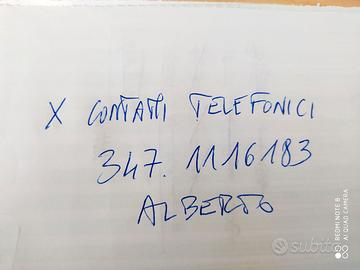 X CONTATTI TELEFONICI
347. 1116183
ALBERTO
subito
REDMI NOTE 8
AI QUAD CAMERA